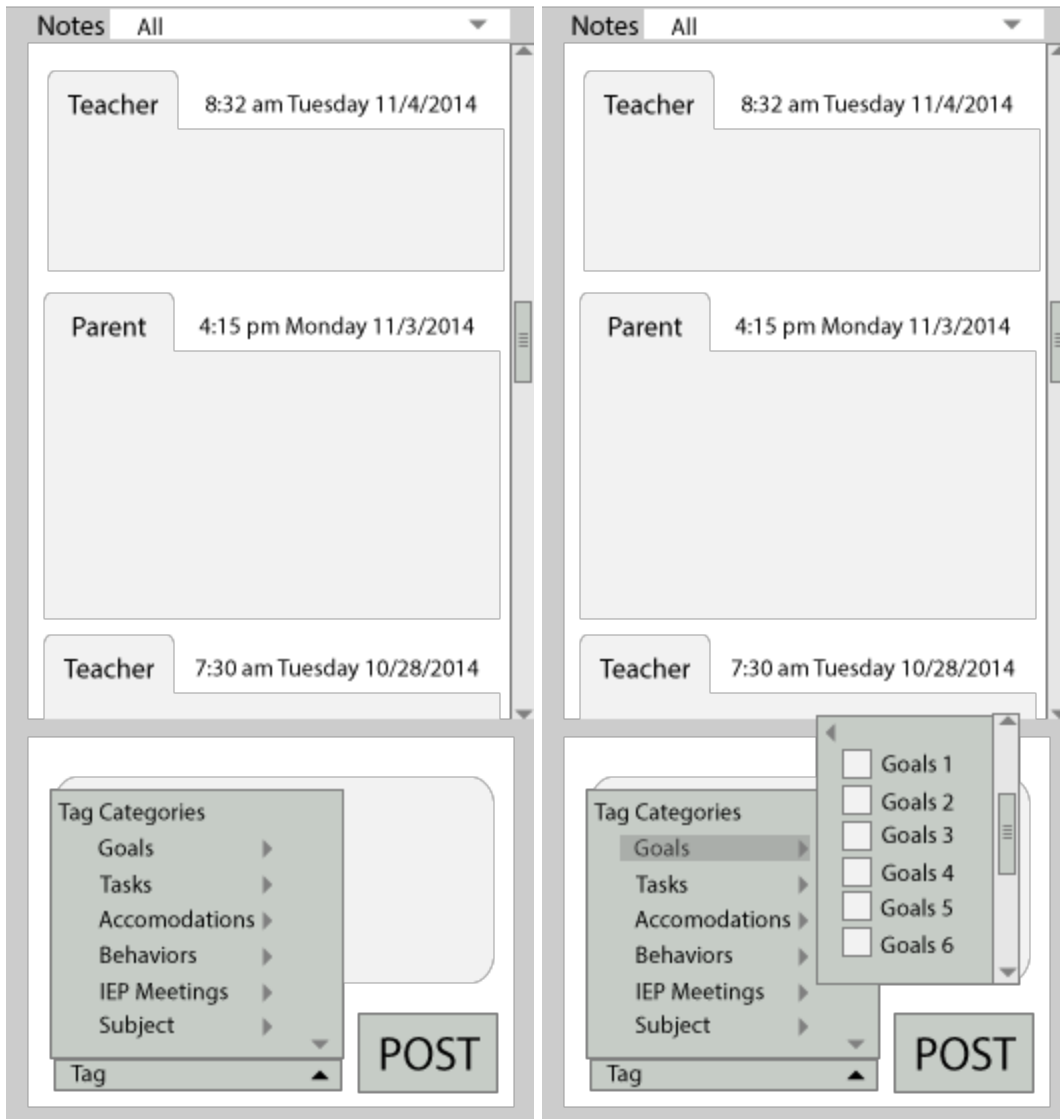 Notes All
Teacher 8:32 am Tuesday 11/4/2014
Parent 4:15 pm Monday 11/3/2014
Teacher 7:30 am Tuesday 10/28/2014
Tag Categories
Goals
Tasks
Accomodations
Behaviors
IEP Meetings
Subject
Tag
POST
Notes All
Teacher 8:32 am Tuesday 11/4/2014
Parent 4:15 pm Monday 11/3/2014
Teacher 7:30 am Tuesday 10/28/2014
Tag Categories
Goals
Tasks
Accomodations
Behaviors
IEP Meetings
Subject
Goals 1
Goals 2
Goals 3
Goals 4
Goals 5
Goals 6
Tag
POST